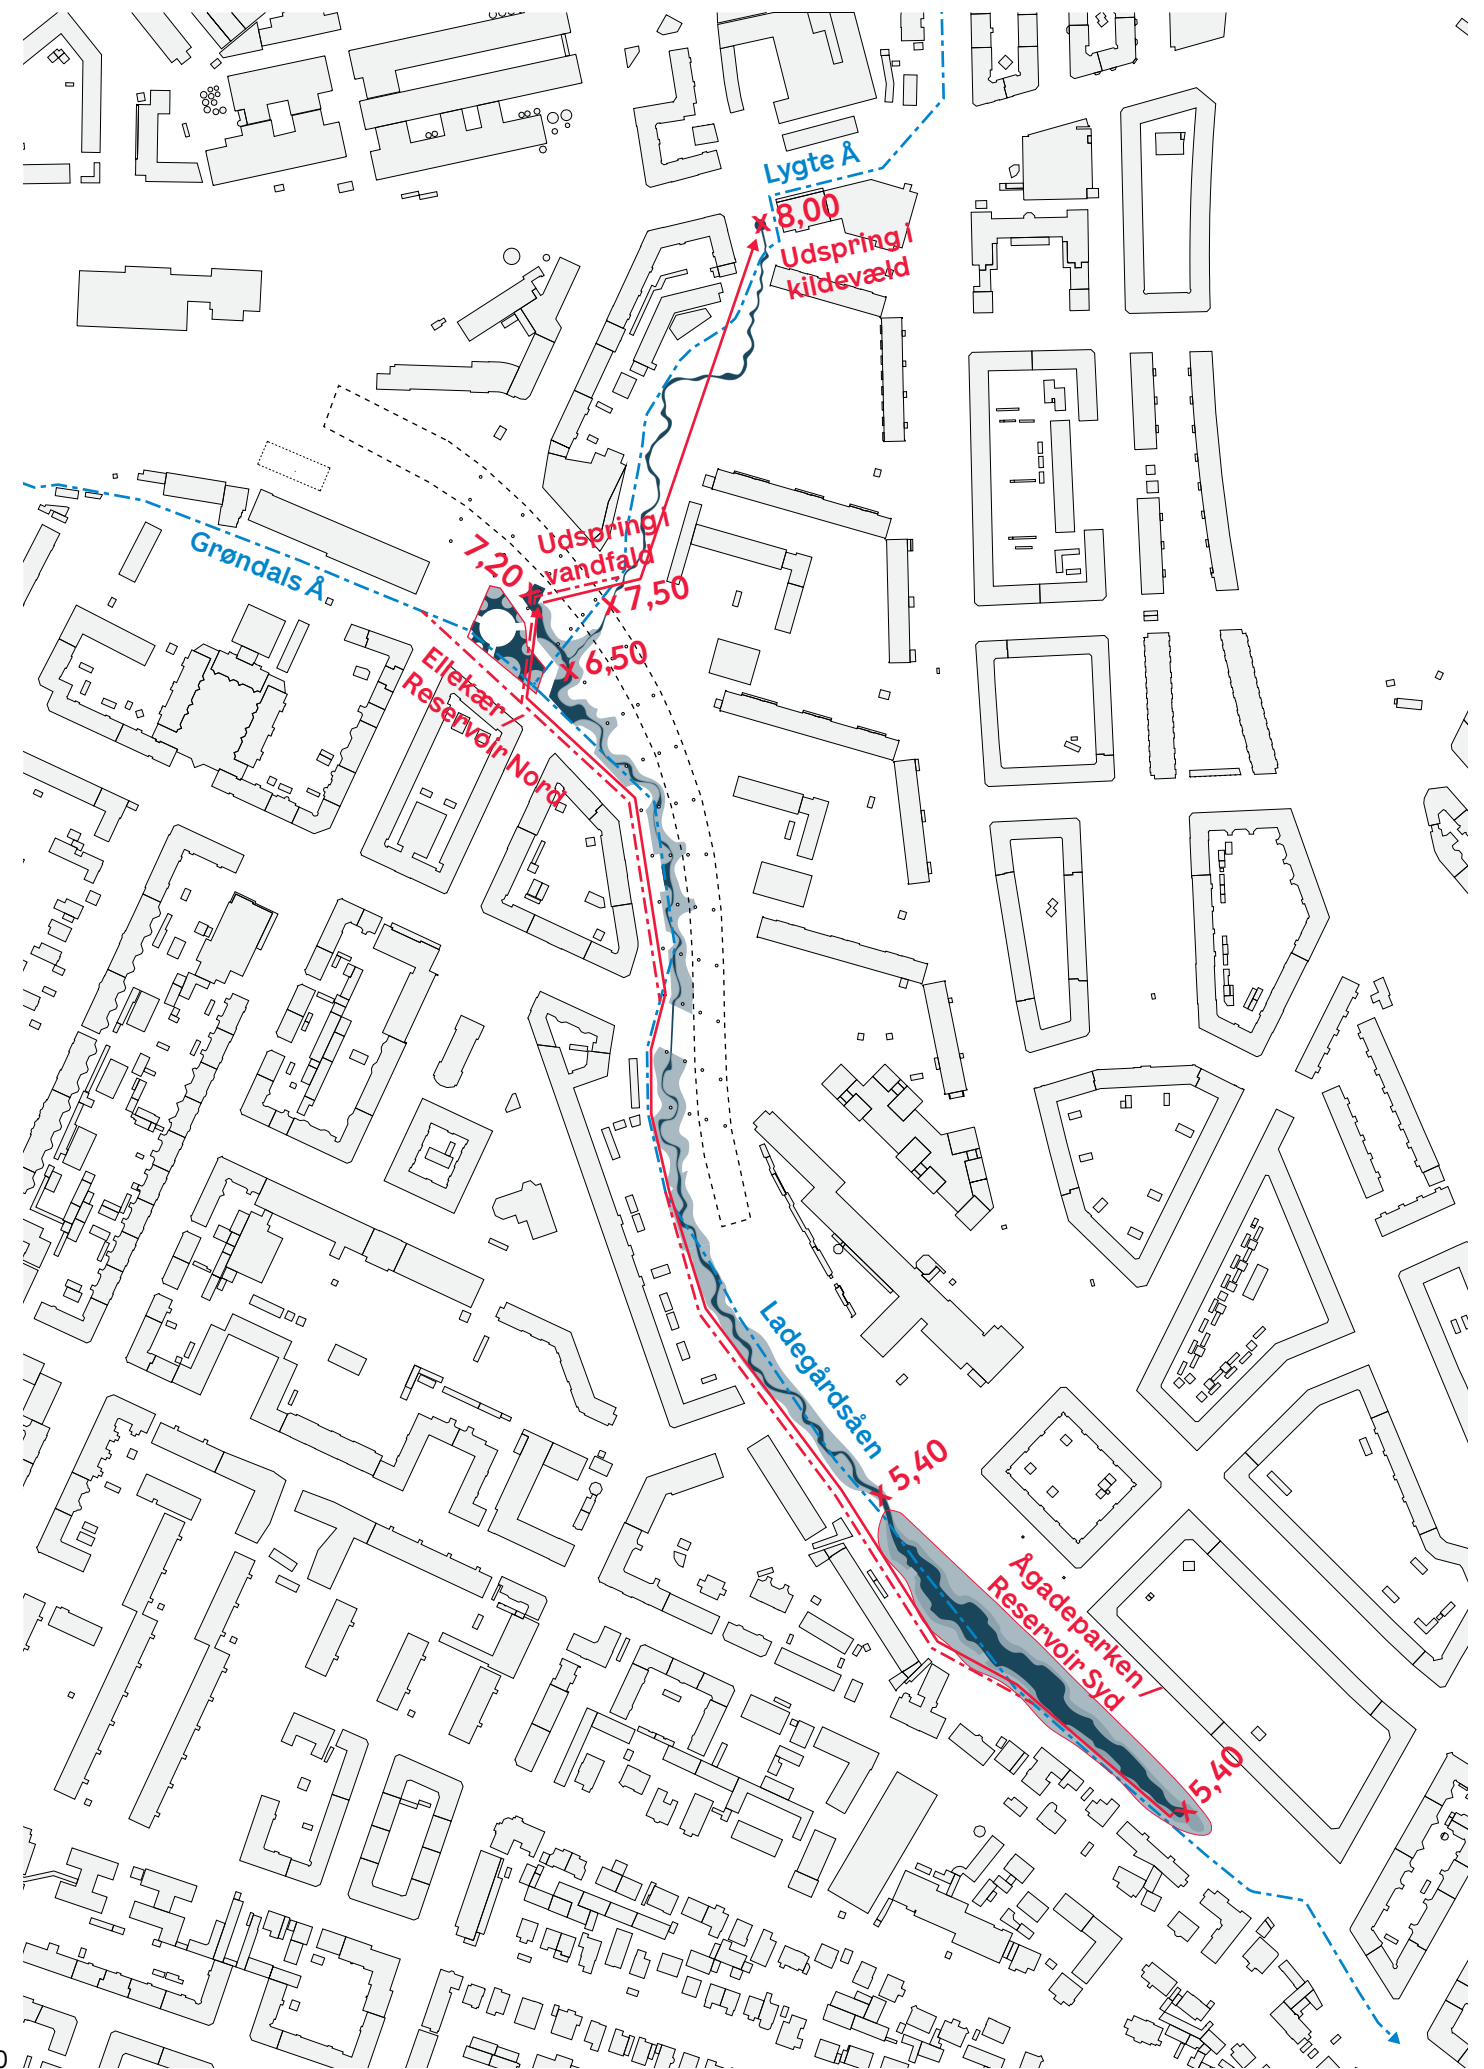 Lygte Å
x 8,00
Udspring i
kildevæld
Grøndals Å
Udspring i
vandfald
7,20 x
x 7,50
x 6,50
Ellekær /
Reservoir Nord
Ladegårdsåen
x 5,40
Ågadeparken /
Reservoir Syd
x 5,40
0